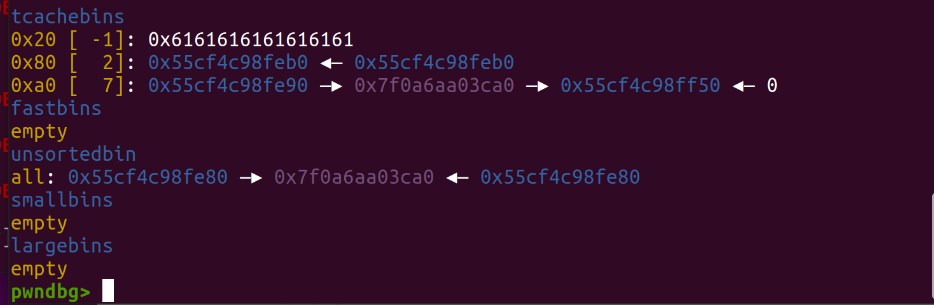 tcachebins
0x20 [ -1]: 0x6161616161616161
0x80 [  2]: 0x55cf4c98feb0 ◂— 0x55cf4c98feb0
0xa0 [  7]: 0x55cf4c98fe90 —▸ 0x7f0a6aa03ca0 —▸ 0x55cf4c98ff50 ◂— 0
fastbins
empty
unsortedbin
all: 0x55cf4c98fe80 —▸ 0x7f0a6aa03ca0 ◂— 0x55cf4c98fe80
smallbins
empty
largebins
empty
pwndbg>